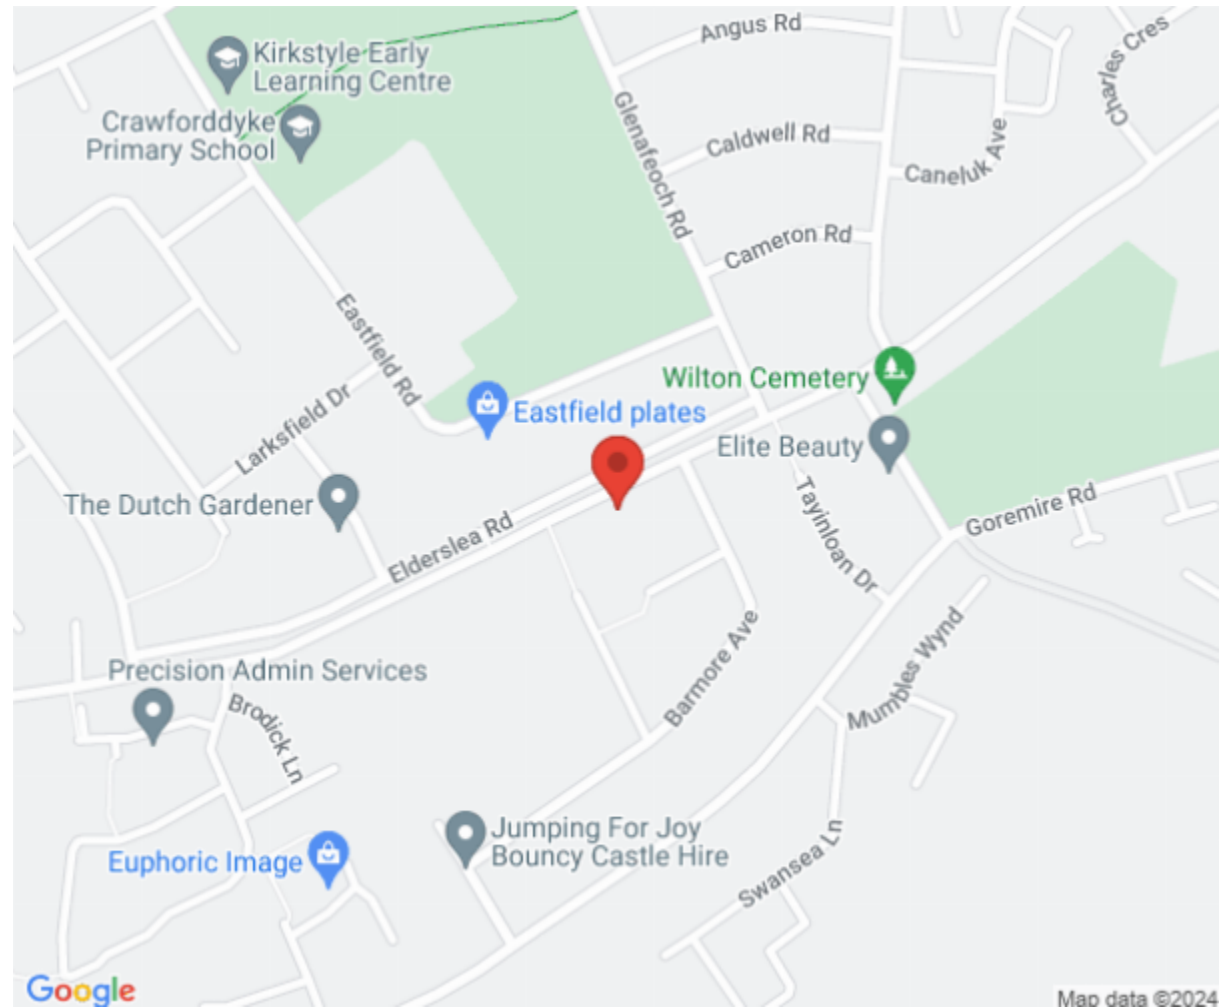 Angus Rd
Charles Cres
Kirkstyle Early
Learning Centre
Glenafeoch Rd
Crawforddyke
Primary School
Caldwell Rd
Caneluk Ave
Cameron Rd
Eastfield Rd
Wilton Cemetery
Larksfield Dr
Eastfield plates
Elite Beauty
The Dutch Gardener
Tayinloan Dr
Goremire Rd
Elderslea Rd
Barmore Ave
Mumbles Wynd
Precision Admin Services
Brodick Ln
Jumping For Joy
Bouncy Castle Hire
Euphoric Image
Swansea Ln
Google
Map data ©2024